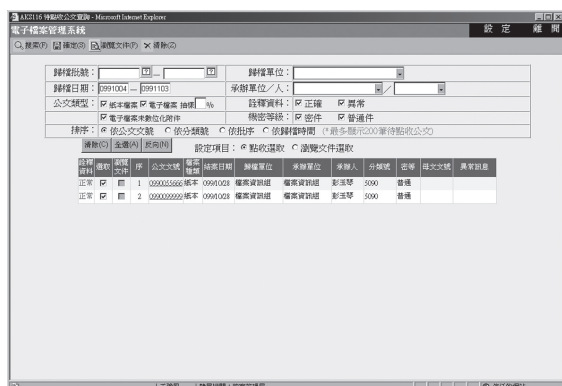 AKS116 待點收公文查詢 - Microsoft Internet Explorer
電子檔案管理系統 設定 離開
搜索(F) 確定(S) 瀏覽文件(P) 清除(Z)
歸檔批號： ? — ? 歸檔單位：
歸檔日期：0991004 — 0991103 承辦單位／人： ／
公文類型： 紙本檔案 電子檔案 抽樣 % 詮釋資料： 正確 異常
電子檔案未數位化附件 機密等級： 密件 普通件
排序： 依公文文號 依分類號 依批序 依歸檔時間 (*最多顯示200筆待點收公文)
清除(C) 全選(A) 反向(N) 設定項目： 點收選取 瀏覽文件選取
詮釋資料 選取 瀏覽文件 序 公文文號 檔案種類 結案日期 歸檔單位 承辦單位 承辦人 分類號 密等 母文文號 異常訊息
正常 1 0990055666 紙本 099/10/28 檔案資訊組 檔案資訊組 彭玉琴 5090 普通
正常 2 0990099999 紙本 099/10/28 檔案資訊組 檔案資訊組 彭玉琴 5090 普通